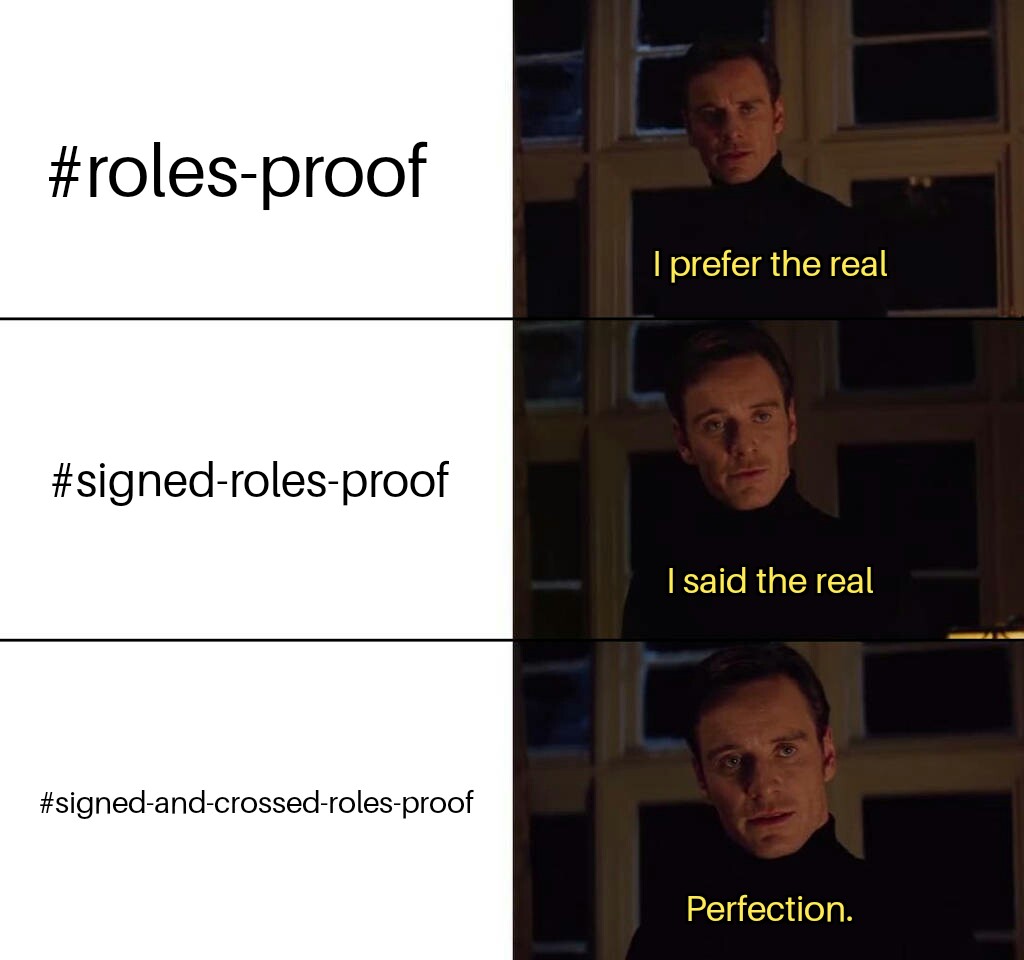 #roles-proof
I prefer the real
#signed-roles-proof
I said the real
#signed-and-crossed-roles-proof
Perfection.